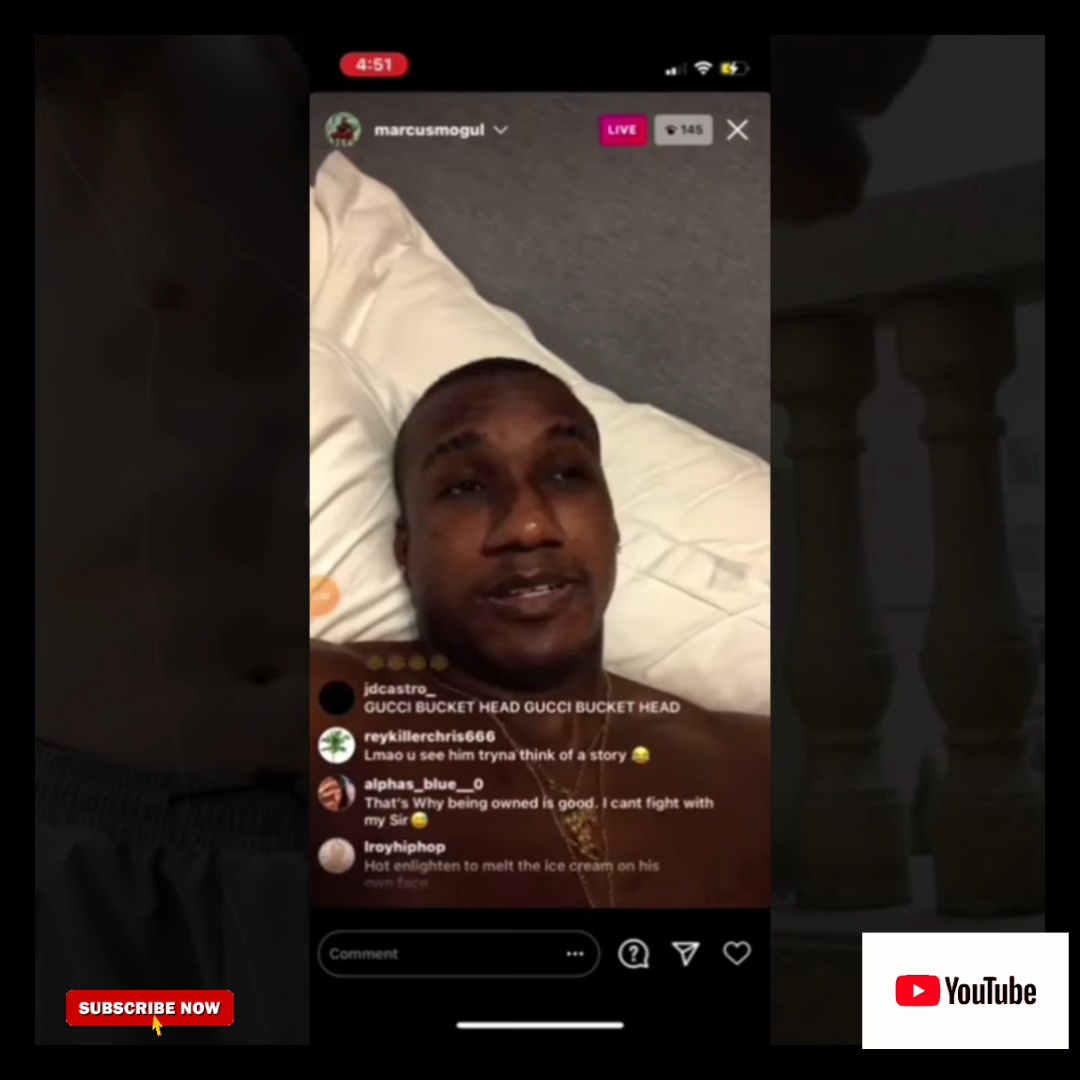 4:51
marcusmogul
LIVE
145
jdcastro_
GUCCI BUCKET HEAD GUCCI BUCKET HEAD
reykillerchris666
Lmao u see him tryna think of a story 😂
alphas_blue__0
That's Why being owned is good. I cant fight with
my Sir😅
lroyhiphop
Hot enlighten to melt the ice cream on his
own face
Comment
SUBSCRIBE NOW
YouTube